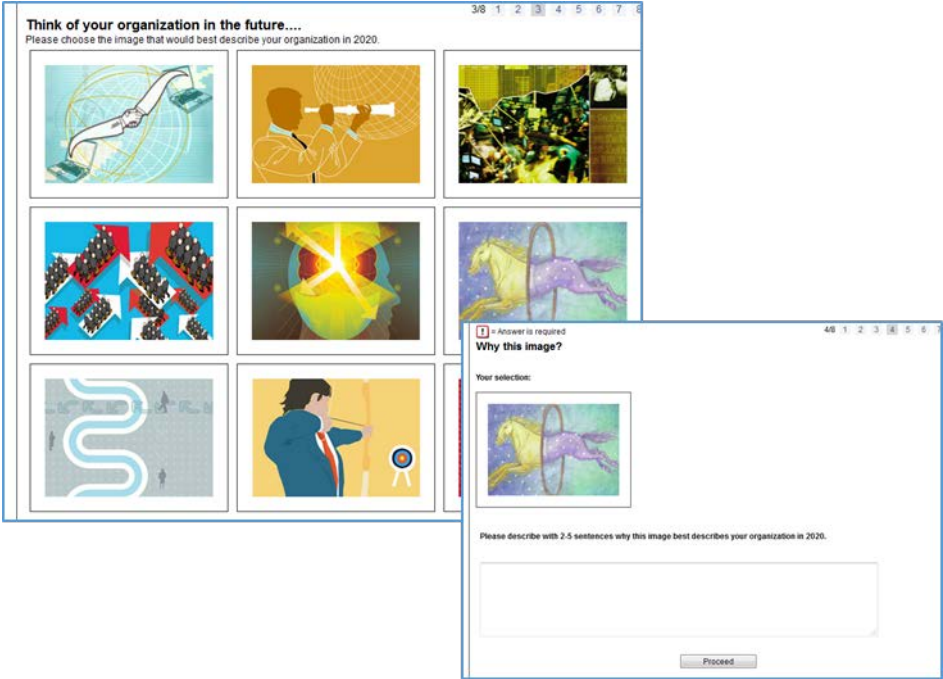 3/8 1 2 3 4 5 6 7 8
Think of your organization in the future....
Please choose the image that would best describe your organization in 2020.
! = Answer is required
4/8 1 2 3 4 5 6 7
Why this image?
Your selection:
Please describe with 2-5 sentences why this image best describes your organization in 2020.
Proceed